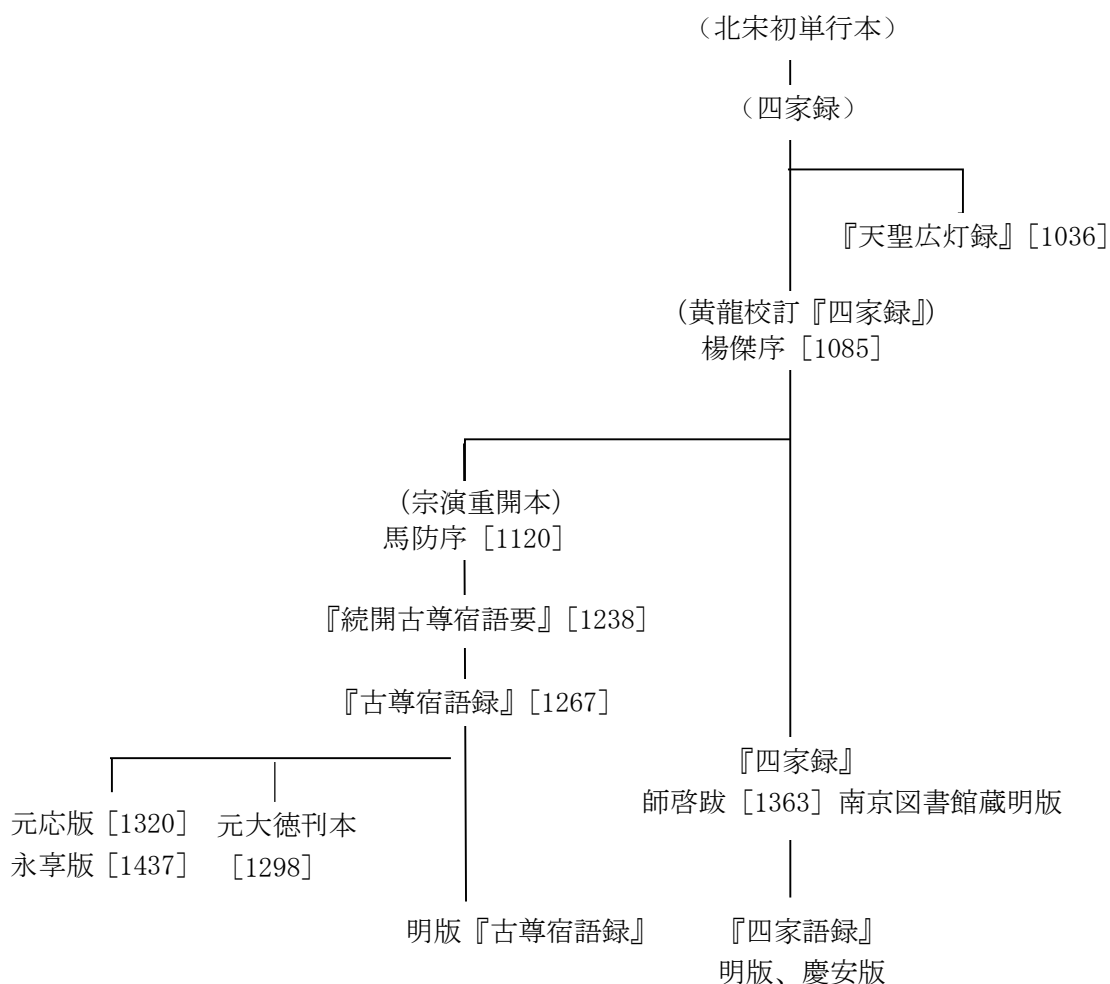 （北宋初単行本）
（四家録）
『天聖広灯録』［1036］
(黄龍校訂『四家録』)
楊傑序［1085］
(宗演重開本)
馬防序［1120］
『続開古尊宿語要』［1238］
『古尊宿語録』［1267］
『四家録』
師啓跋［1363］南京図書館蔵明版
元応版［1320］
永享版［1437］
元大徳刊本
［1298］
明版『古尊宿語録』
『四家語録』
明版、慶安版